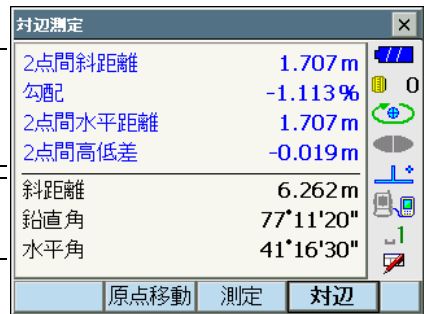 対辺測定
2点間斜距離 1.707m
勾配 -1.113%
2点間水平距離 1.707m
2点間高低差 -0.019m
斜距離 6.262m
鉛直角 77°11'20"
水平角 41°16'30"
0
1
原点移動 測定 対辺